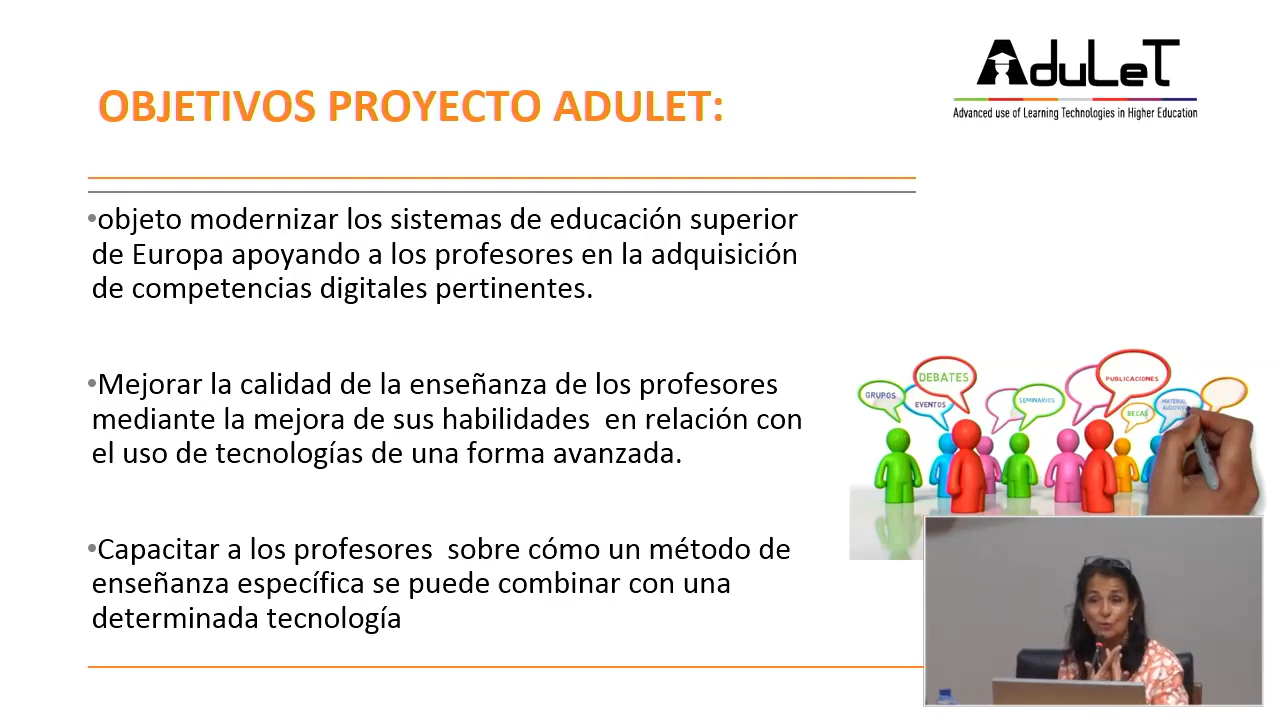 AduLeT
Advanced use of Learning Technologies in Higher Education
OBJETIVOS PROYECTO ADULET:
•objeto modernizar los sistemas de educación superior
de Europa apoyando a los profesores en la adquisición
de competencias digitales pertinentes.
•Mejorar la calidad de la enseñanza de los profesores
mediante la mejora de sus habilidades en relación con
el uso de tecnologías de una forma avanzada.
•Capacitar a los profesores sobre cómo un método de
enseñanza específica se puede combinar con una
determinada tecnología
GRUPOS
DEBATES
EVENTOS
SEMINARIOS
PUBLICACIONES
BECAS
MATERIAL